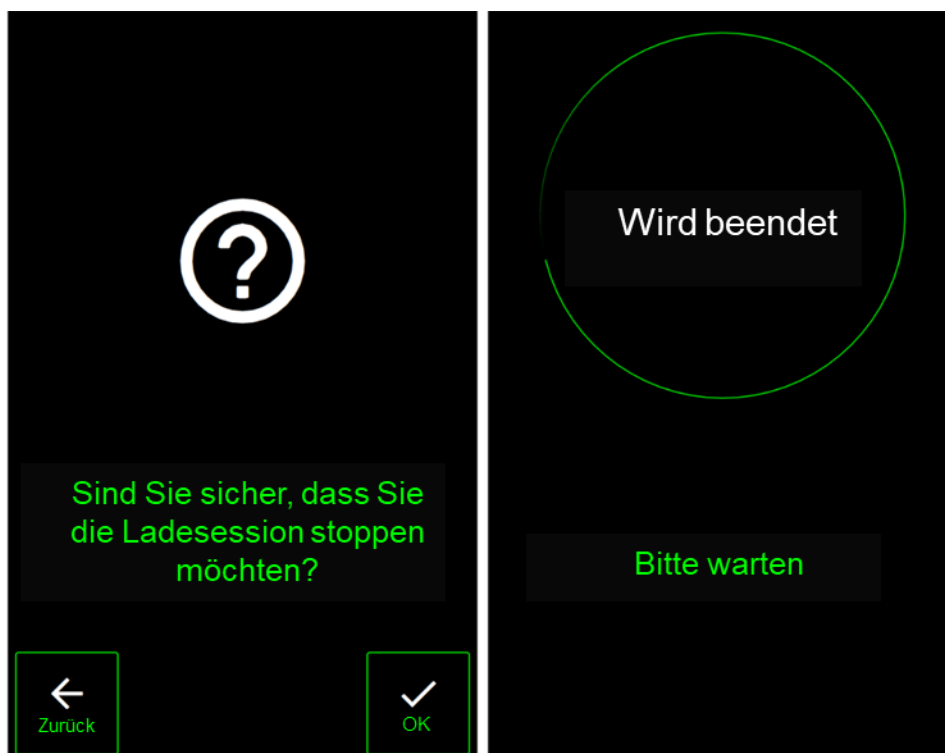 Sind Sie sicher, dass Sie
die Ladesession stoppen
möchten?
Zurück
OK
Wird beendet
Bitte warten